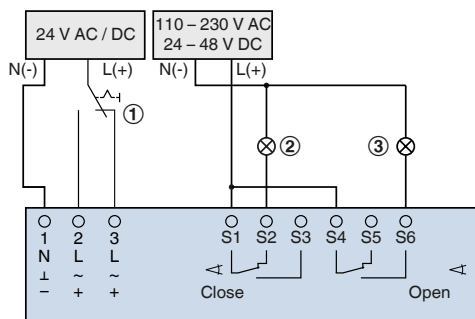 24 V AC / DC
110 – 230 V AC
24 – 48 V DC
N(-) L(+) N(-) L(+)
①
② ③
1 2 3 S1 S2 S3 S4 S5 S6
N L L
⊥ ~ ~
– + +
<A <A
Close Open